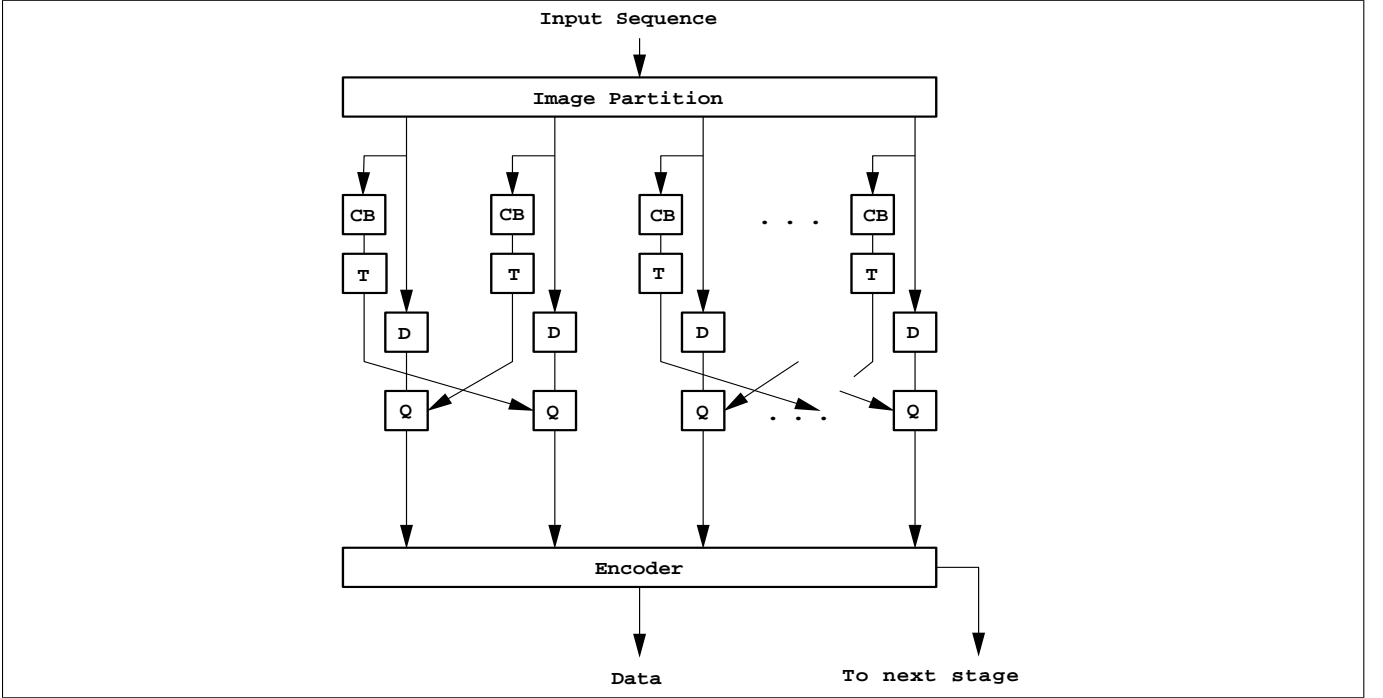 Input Sequence
Image Partition
CB CB CB . . . CB
T T T T
D D D D
Q Q Q . . . Q
Encoder
Data To next stage